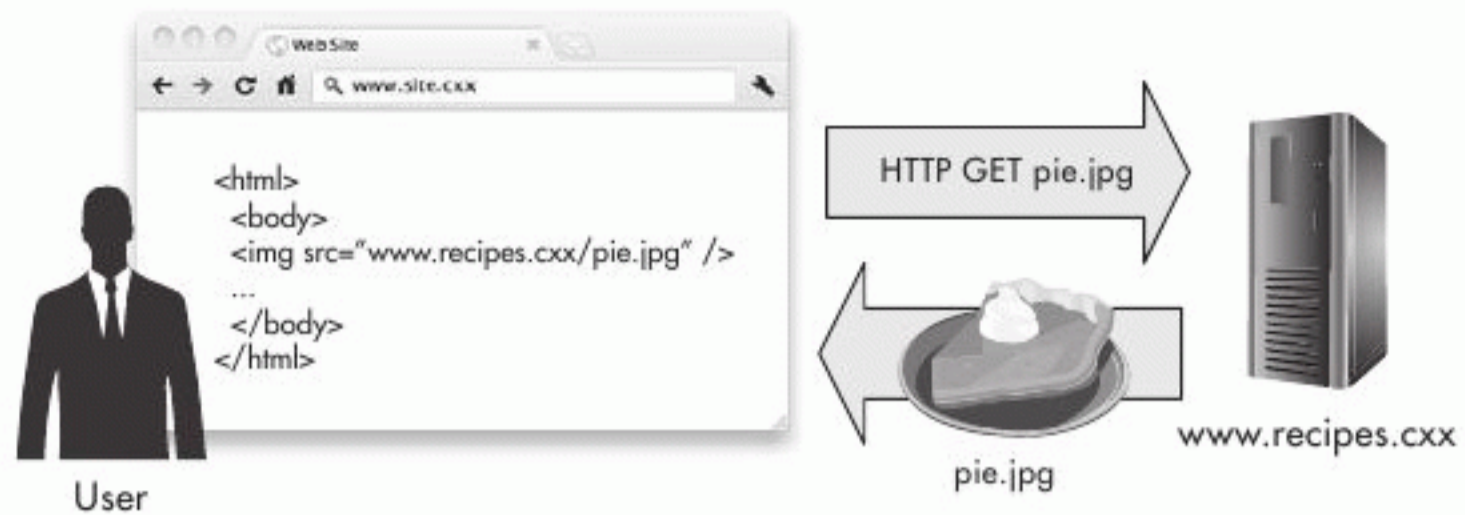 Web Site
www.site.cxx
<html>
<body>
<img src="www.recipes.cxx/pie.jpg" />
...
</body>
</html>
User
HTTP GET pie.jpg
pie.jpg
www.recipes.cxx